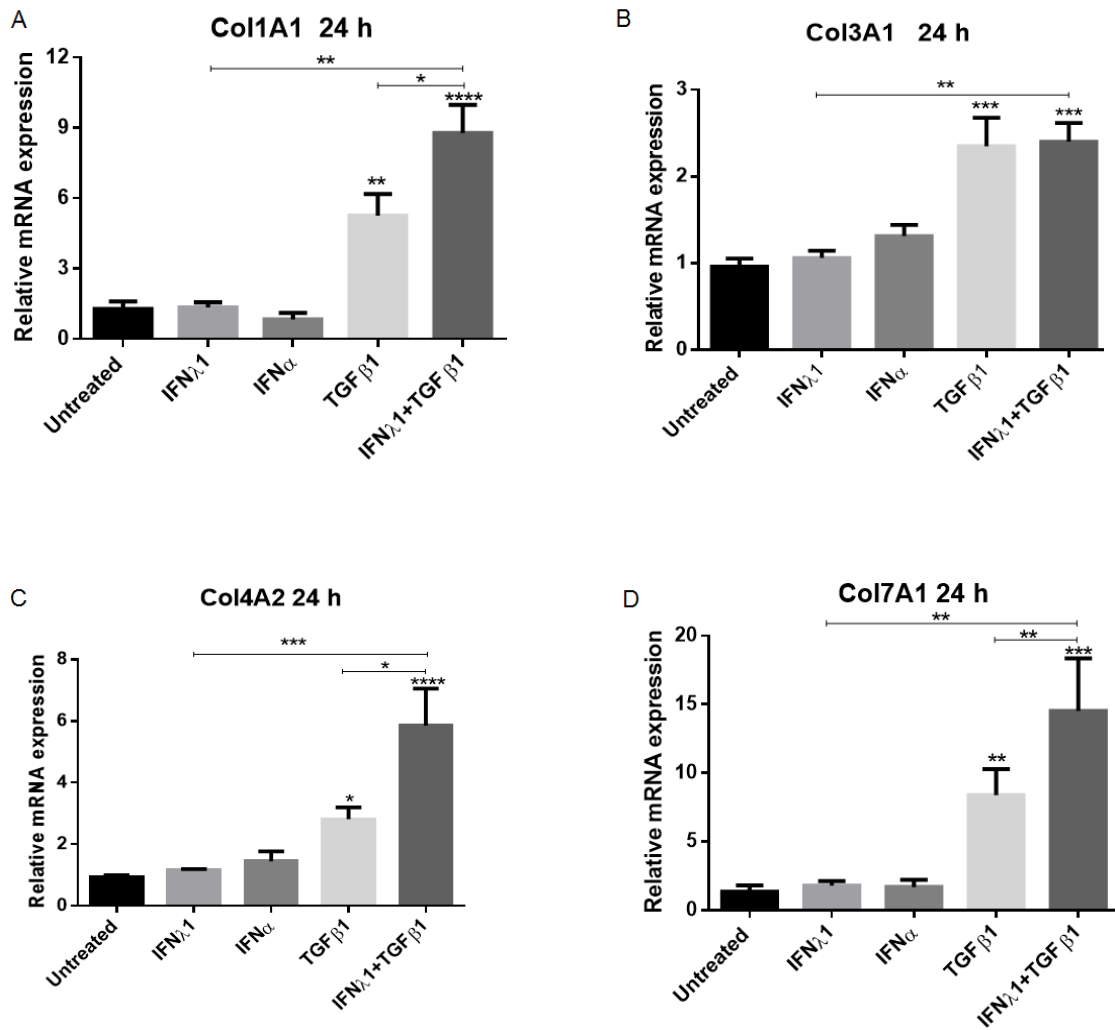 A
Col1A1 24 h
Relative mRNA expression
12
9
6
3
0
**
*
****
**
Untreated
IFNλ1
IFNα
TGFβ1
IFNλ1+TGFβ1
B
Col3A1 24 h
Relative mRNA expression
3
2
1
0
**
***
***
Untreated
IFNλ1
IFNα
TGFβ1
IFNλ1+TGFβ1
C
Col4A2 24 h
Relative mRNA expression
8
6
4
2
0
***
*
****
*
Untreated
IFNλ1
IFNα
TGFβ1
IFNλ1+TGFβ1
D
Col7A1 24 h
Relative mRNA expression
20
15
10
5
0
**
**
***
**
Untreated
IFNλ1
IFNα
TGFβ1
IFNλ1+TGFβ1